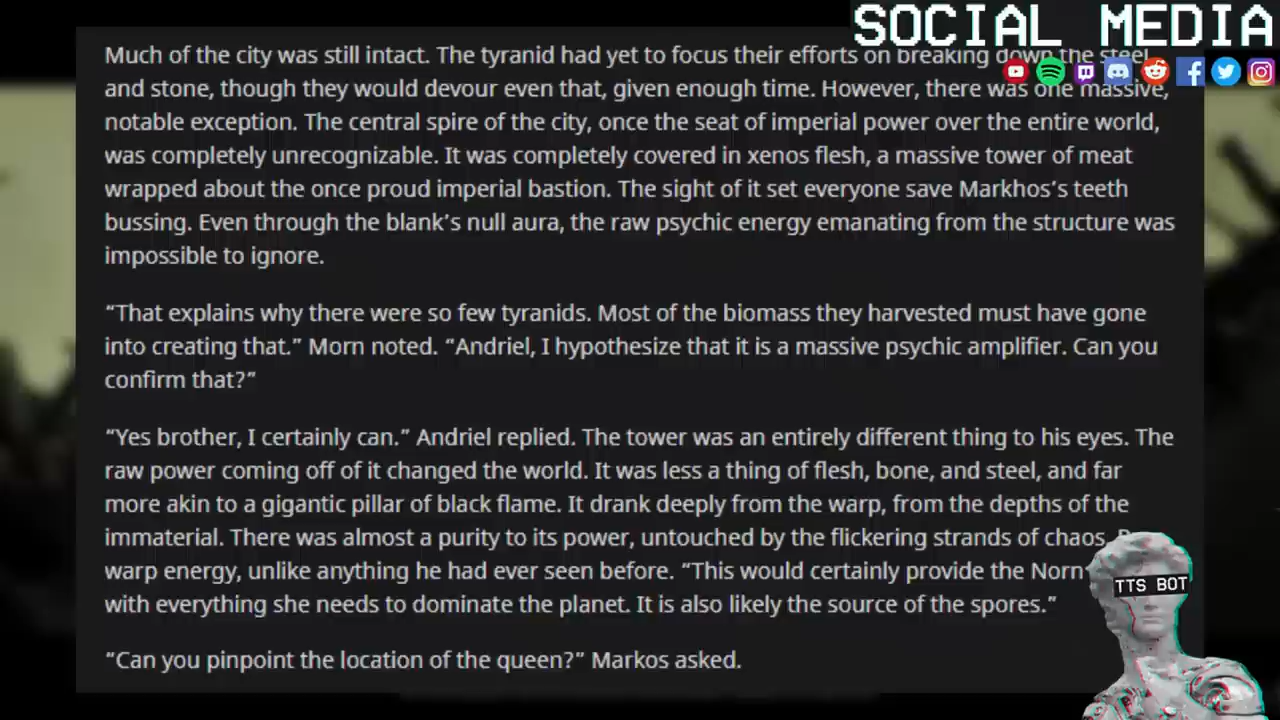 SOCIAL MEDIA
Much of the city was still intact. The tyranid had yet to focus their efforts on breaking down the steel
and stone, though they would devour even that, given enough time. However, there was one massive,
notable exception. The central spire of the city, once the seat of imperial power over the entire world,
was completely unrecognizable. It was completely covered in xenos flesh, a massive tower of meat
wrapped about the once proud imperial bastion. The sight of it set everyone save Markhos’s teeth
bussing. Even through the blank’s null aura, the raw psychic energy emanating from the structure was
impossible to ignore.
“That explains why there were so few tyranids. Most of the biomass they harvested must have gone
into creating that.” Morn noted. “Andriel, I hypothesize that it is a massive psychic amplifier. Can you
confirm that?”
“Yes brother, I certainly can.” Andriel replied. The tower was an entirely different thing to his eyes. The
raw power coming off of it changed the world. It was less a thing of flesh, bone, and steel, and far
more akin to a gigantic pillar of black flame. It drank deeply from the warp, from the depths of the
immaterial. There was almost a purity to its power, untouched by the flickering strands of chaos.
warp energy, unlike anything he had ever seen before. “This would certainly provide the Norn
with everything she needs to dominate the planet. It is also likely the source of the spores.”
“Can you pinpoint the location of the queen?” Markos asked.
TTS BOT